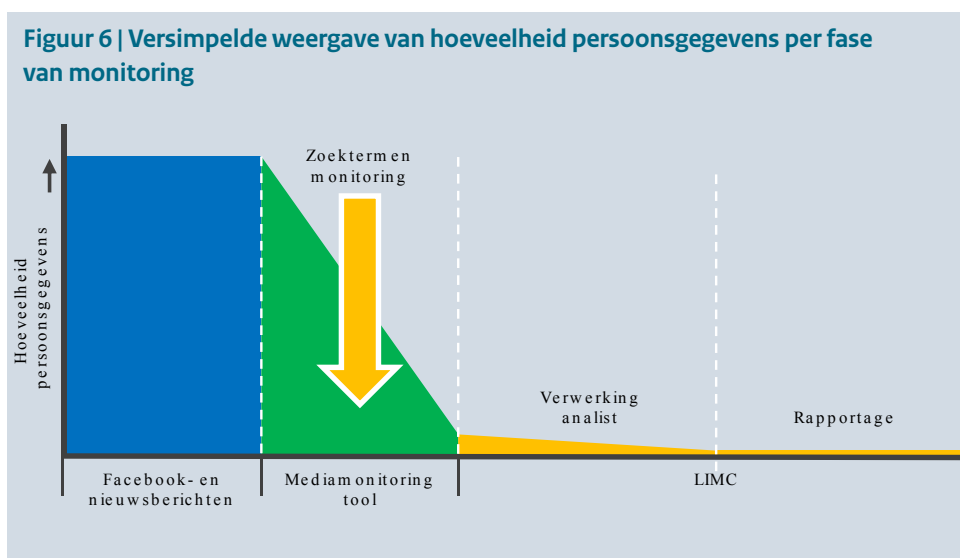 Figuur 6 | Versimpelde weergave van hoeveelheid persoonsgegevens per fase
van monitoring
Zoektermen
monitoring
Hoeveelheid
persoonsgegevens
Verwerking
analist
Rapportage
Facebook- en
nieuwsberichten
Mediamonitoring
tool
LIMC